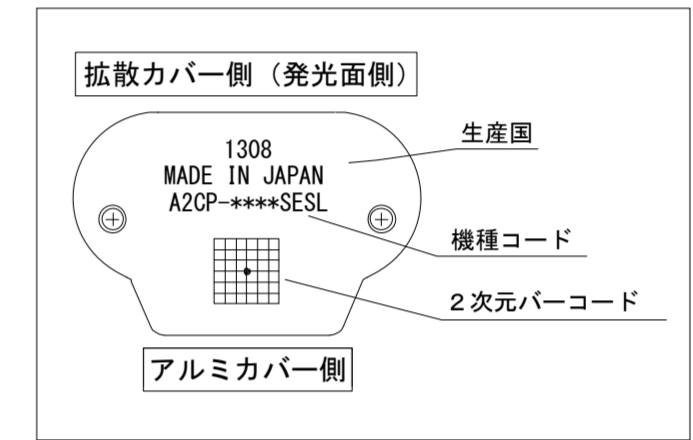 拡散カバー側（発光面側）
1308
MADE IN JAPAN
A2CP-****SESL
生産国
機種コード
２次元バーコード
アルミカバー側